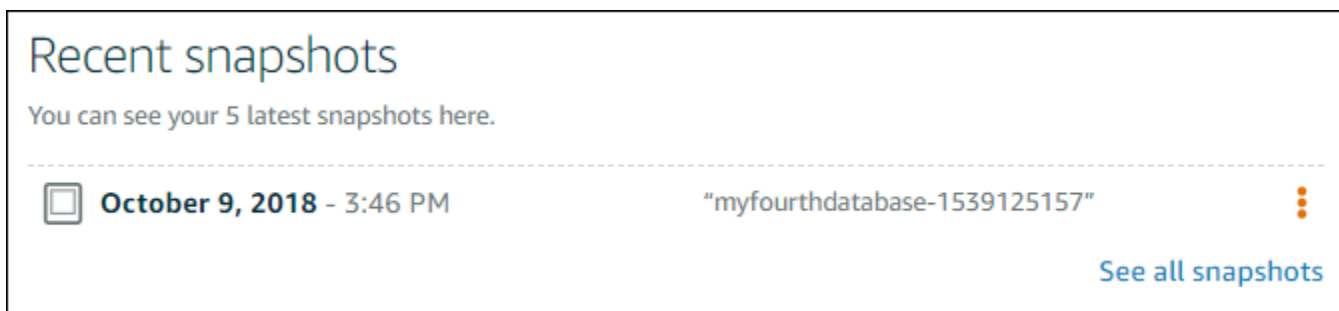 Recent snapshots
You can see your 5 latest snapshots here.
October 9, 2018 - 3:46 PM “myfourthdatabase-1539125157”
See all snapshots